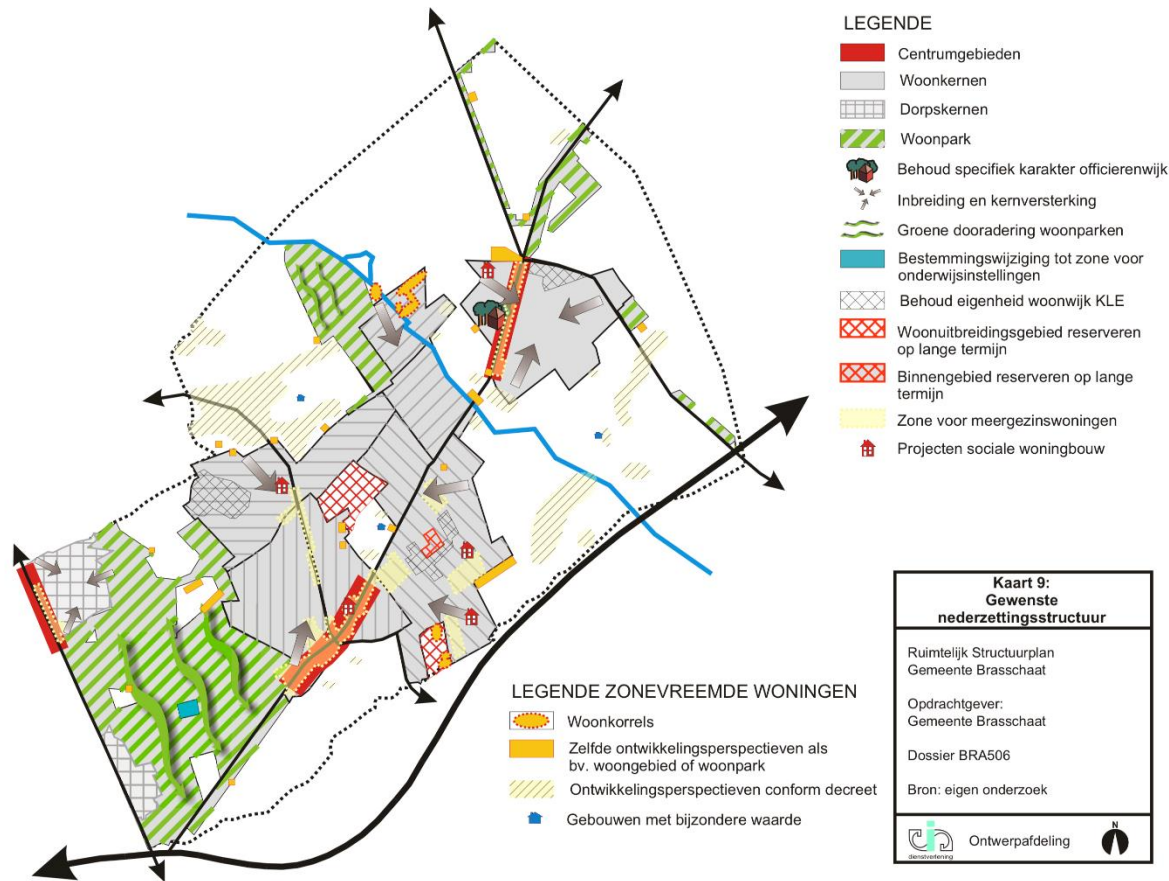 LEGENDE
Centrumgebieden
Woonkernen
Dorpskernen
Woonpark
Behoud specifiek karakter officierenwijk
Inbreiding en kernversterking
Groene dooradering woonparken
Bestemmingswijziging tot zone voor
onderwijsinstellingen
Behoud eigenheid woonwijk KLE
Woonuitbreidingsgebied reserveren
op lange termijn
Binnengebied reserveren op lange
termijn
Zone voor meergezinswoningen
Projecten sociale woningbouw
LEGENDE ZONEVREEMDE WONINGEN
Woonkorrels
Zelfde ontwikkelingsperspectieven als
bv. woongebied of woonpark
Ontwikkelingsperspectieven conform decreet
Gebouwen met bijzondere waarde
Kaart 9:
Gewenste
nederzettingsstructuur
Ruimtelijk Structuurplan
Gemeente Brasschaat
Opdrachtgever:
Gemeente Brasschaat
Dossier BRA506
Bron: eigen onderzoek
dienstverlening
Ontwerpafdeling
N